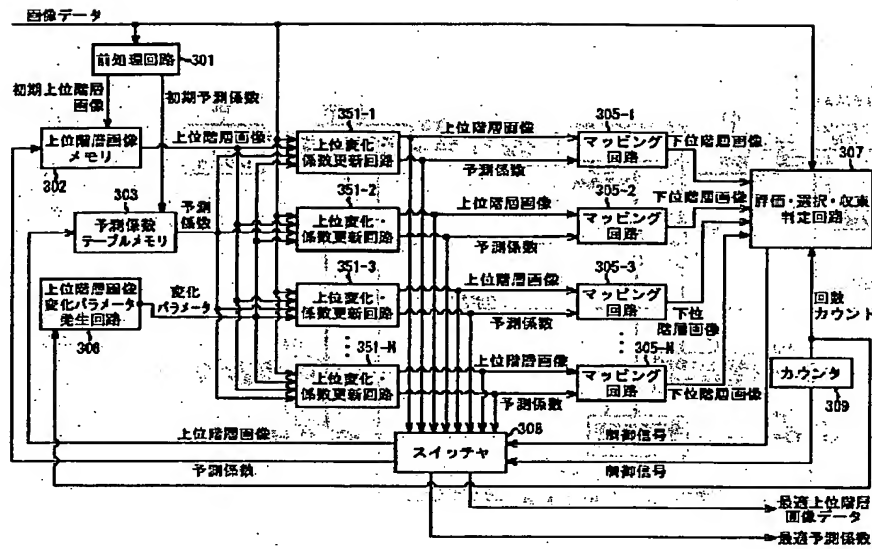 画像データ
前処理回路
301
初期上位階層
画像
初期予測係数
上位階層画像
メモリ
302
上位階層画像
303
予測係数
テーブルメモリ
予測
係数
上位階層画像
変化パラメータ
発生回路
306
変化
パラメータ
351-1
上位変化・
係数更新回路
351-2
上位変化・
係数更新回路
351-3
上位変化・
係数更新回路
351-N
上位変化・
係数更新回路
上位階層画像
予測係数
上位階層画像
予測係数
上位階層画像
予測係数
上位階層画像
予測係数
305-1
マッピング
回路
305-2
マッピング
回路
305-3
マッピング
回路
305-N
マッピング
回路
下位階層画像
下位階層画像
下位
階層画像
下位階層画像
307
評価・選択・収束
判定回路
回数
カウント
カウンタ
309
308
スイッチャ
上位階層画像
予測係数
制御信号
制御信号
最適上位階層
画像データ
最適予測係数